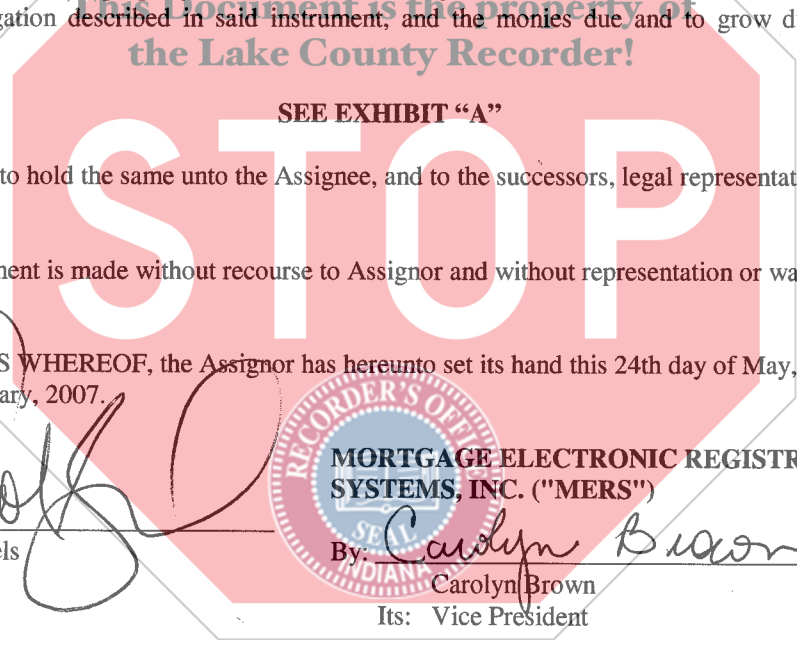 This Document is the property of
gation described in said instrument, and the monies due and to grow d
the Lake County Recorder!
SEE EXHIBIT “A”
STOP
to hold the same unto the Assignee, and to the successors, legal representat
nent is made without recourse to Assignor and without representation or wa
S WHEREOF, the Assignor has hereunto set its hand this 24th day of May,
ary, 2007.
RECORDER'S OFFICE
SEAL
INDIANA
MORTGAGE ELECTRONIC REGISTR
SYSTEMS, INC. ("MERS")
els
By: Carolyn Brown
Carolyn Brown
Its: Vice President